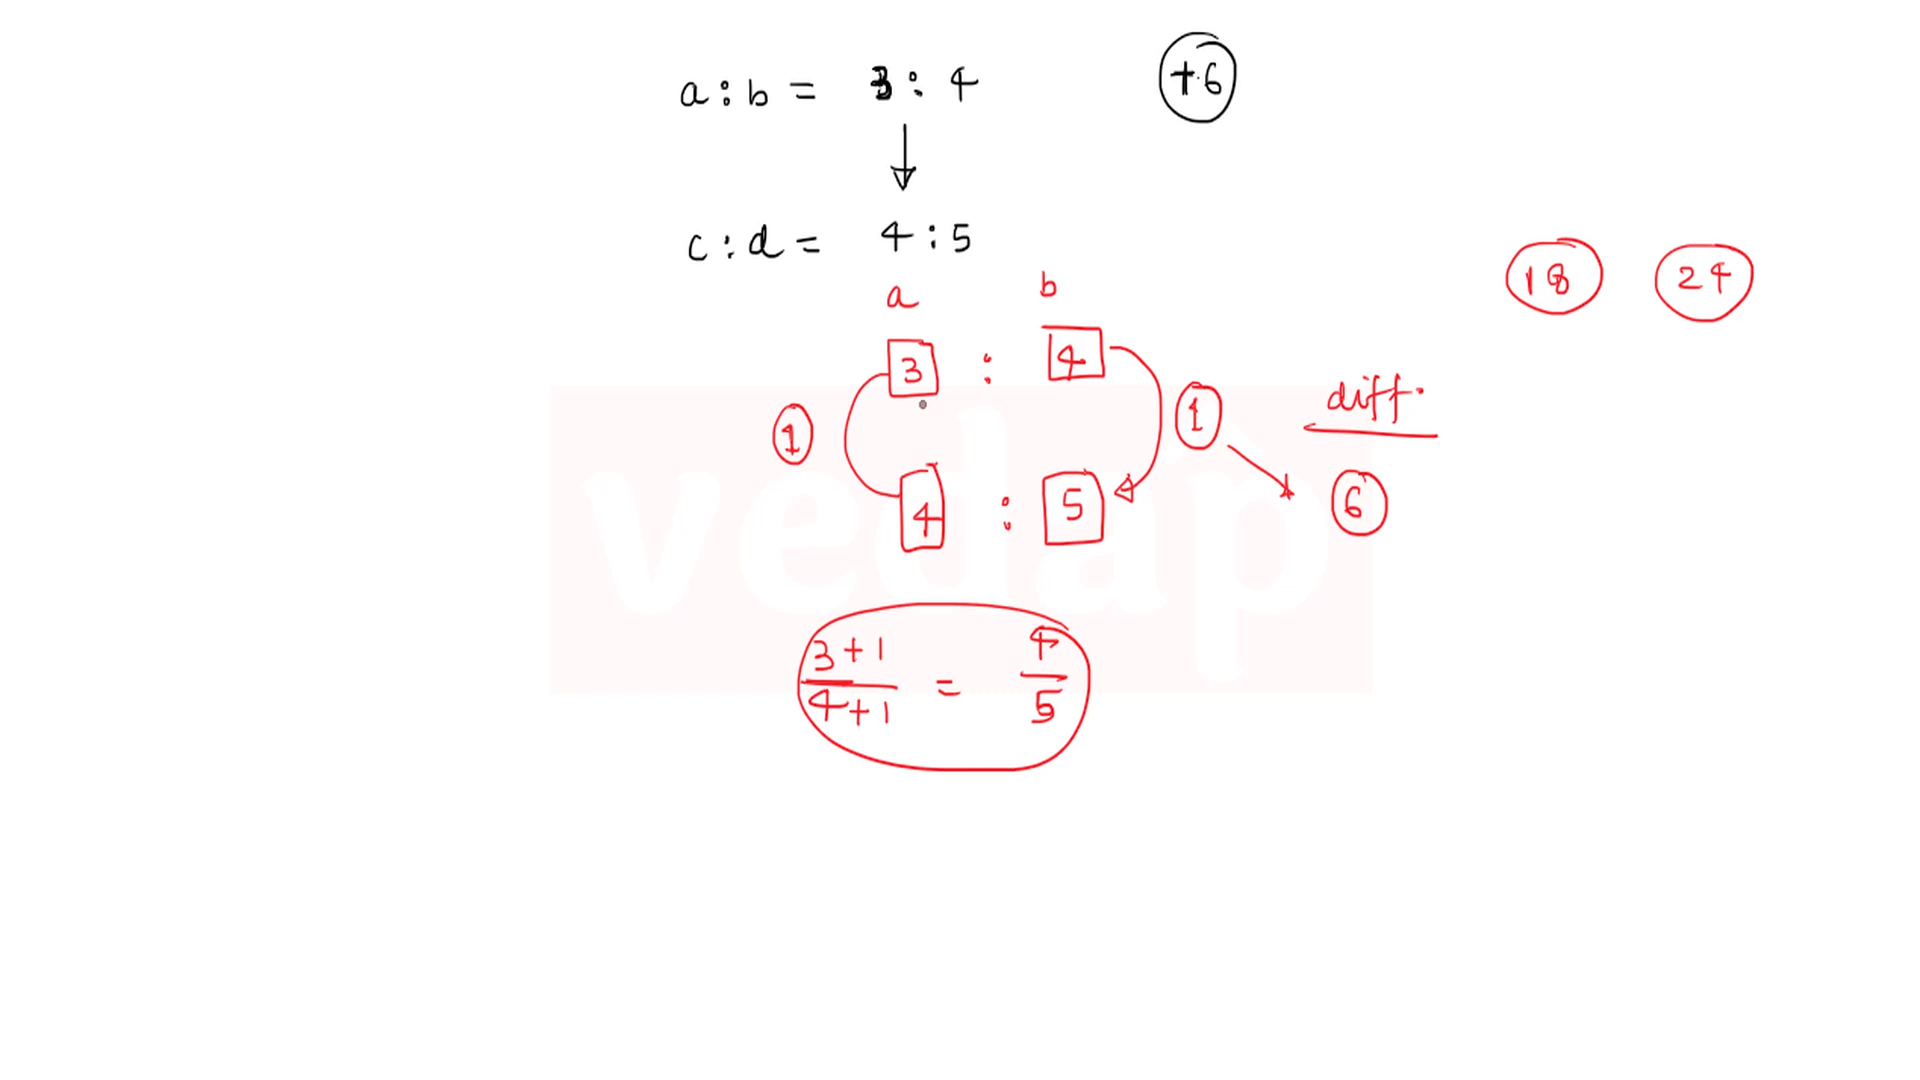 a : b = 3 : 4
+6
c : d = 4 : 5
18 24
a b
3 : 4
diff.
1 1
4 : 5
6
vedap
3+1/4+1 = 4/5